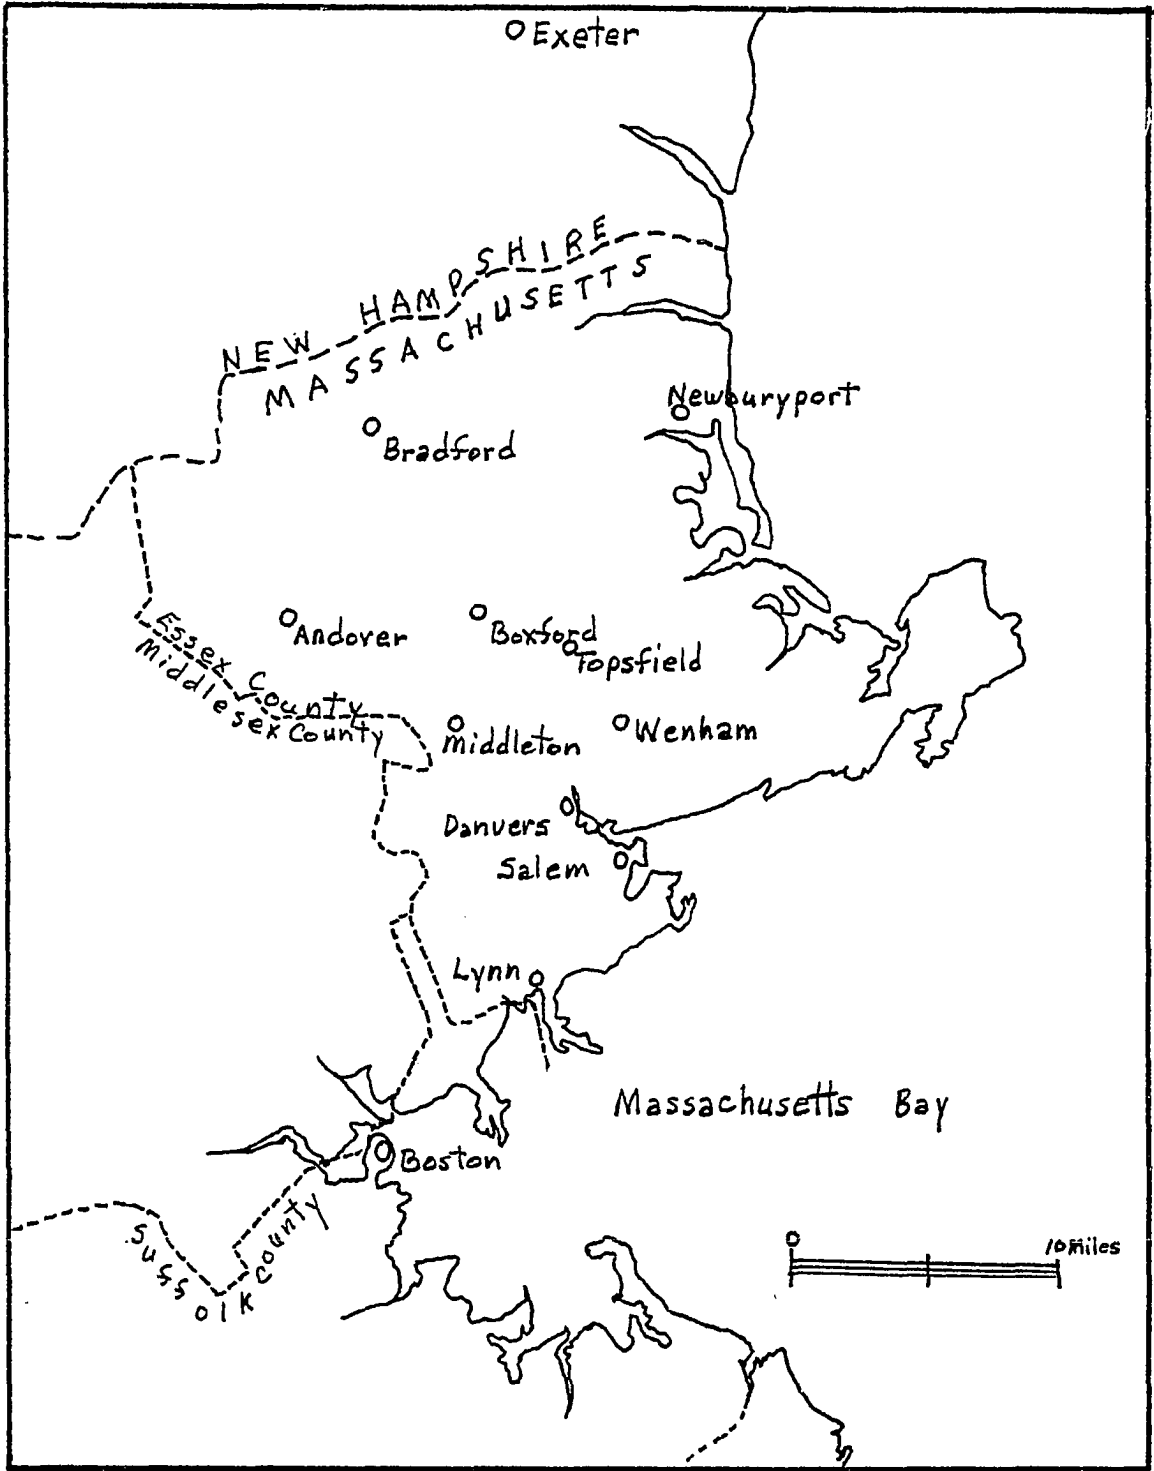 Exeter
NEW HAMPSHIRE
MASSACHUSETTS
Newburyport
Bradford
Essex County
Middlesex County
Andover
Boxford
Topsfield
Middleton
Wenham
Danvers
Salem
Lynn
Massachusetts Bay
Boston
Sussolk County
0 10 miles